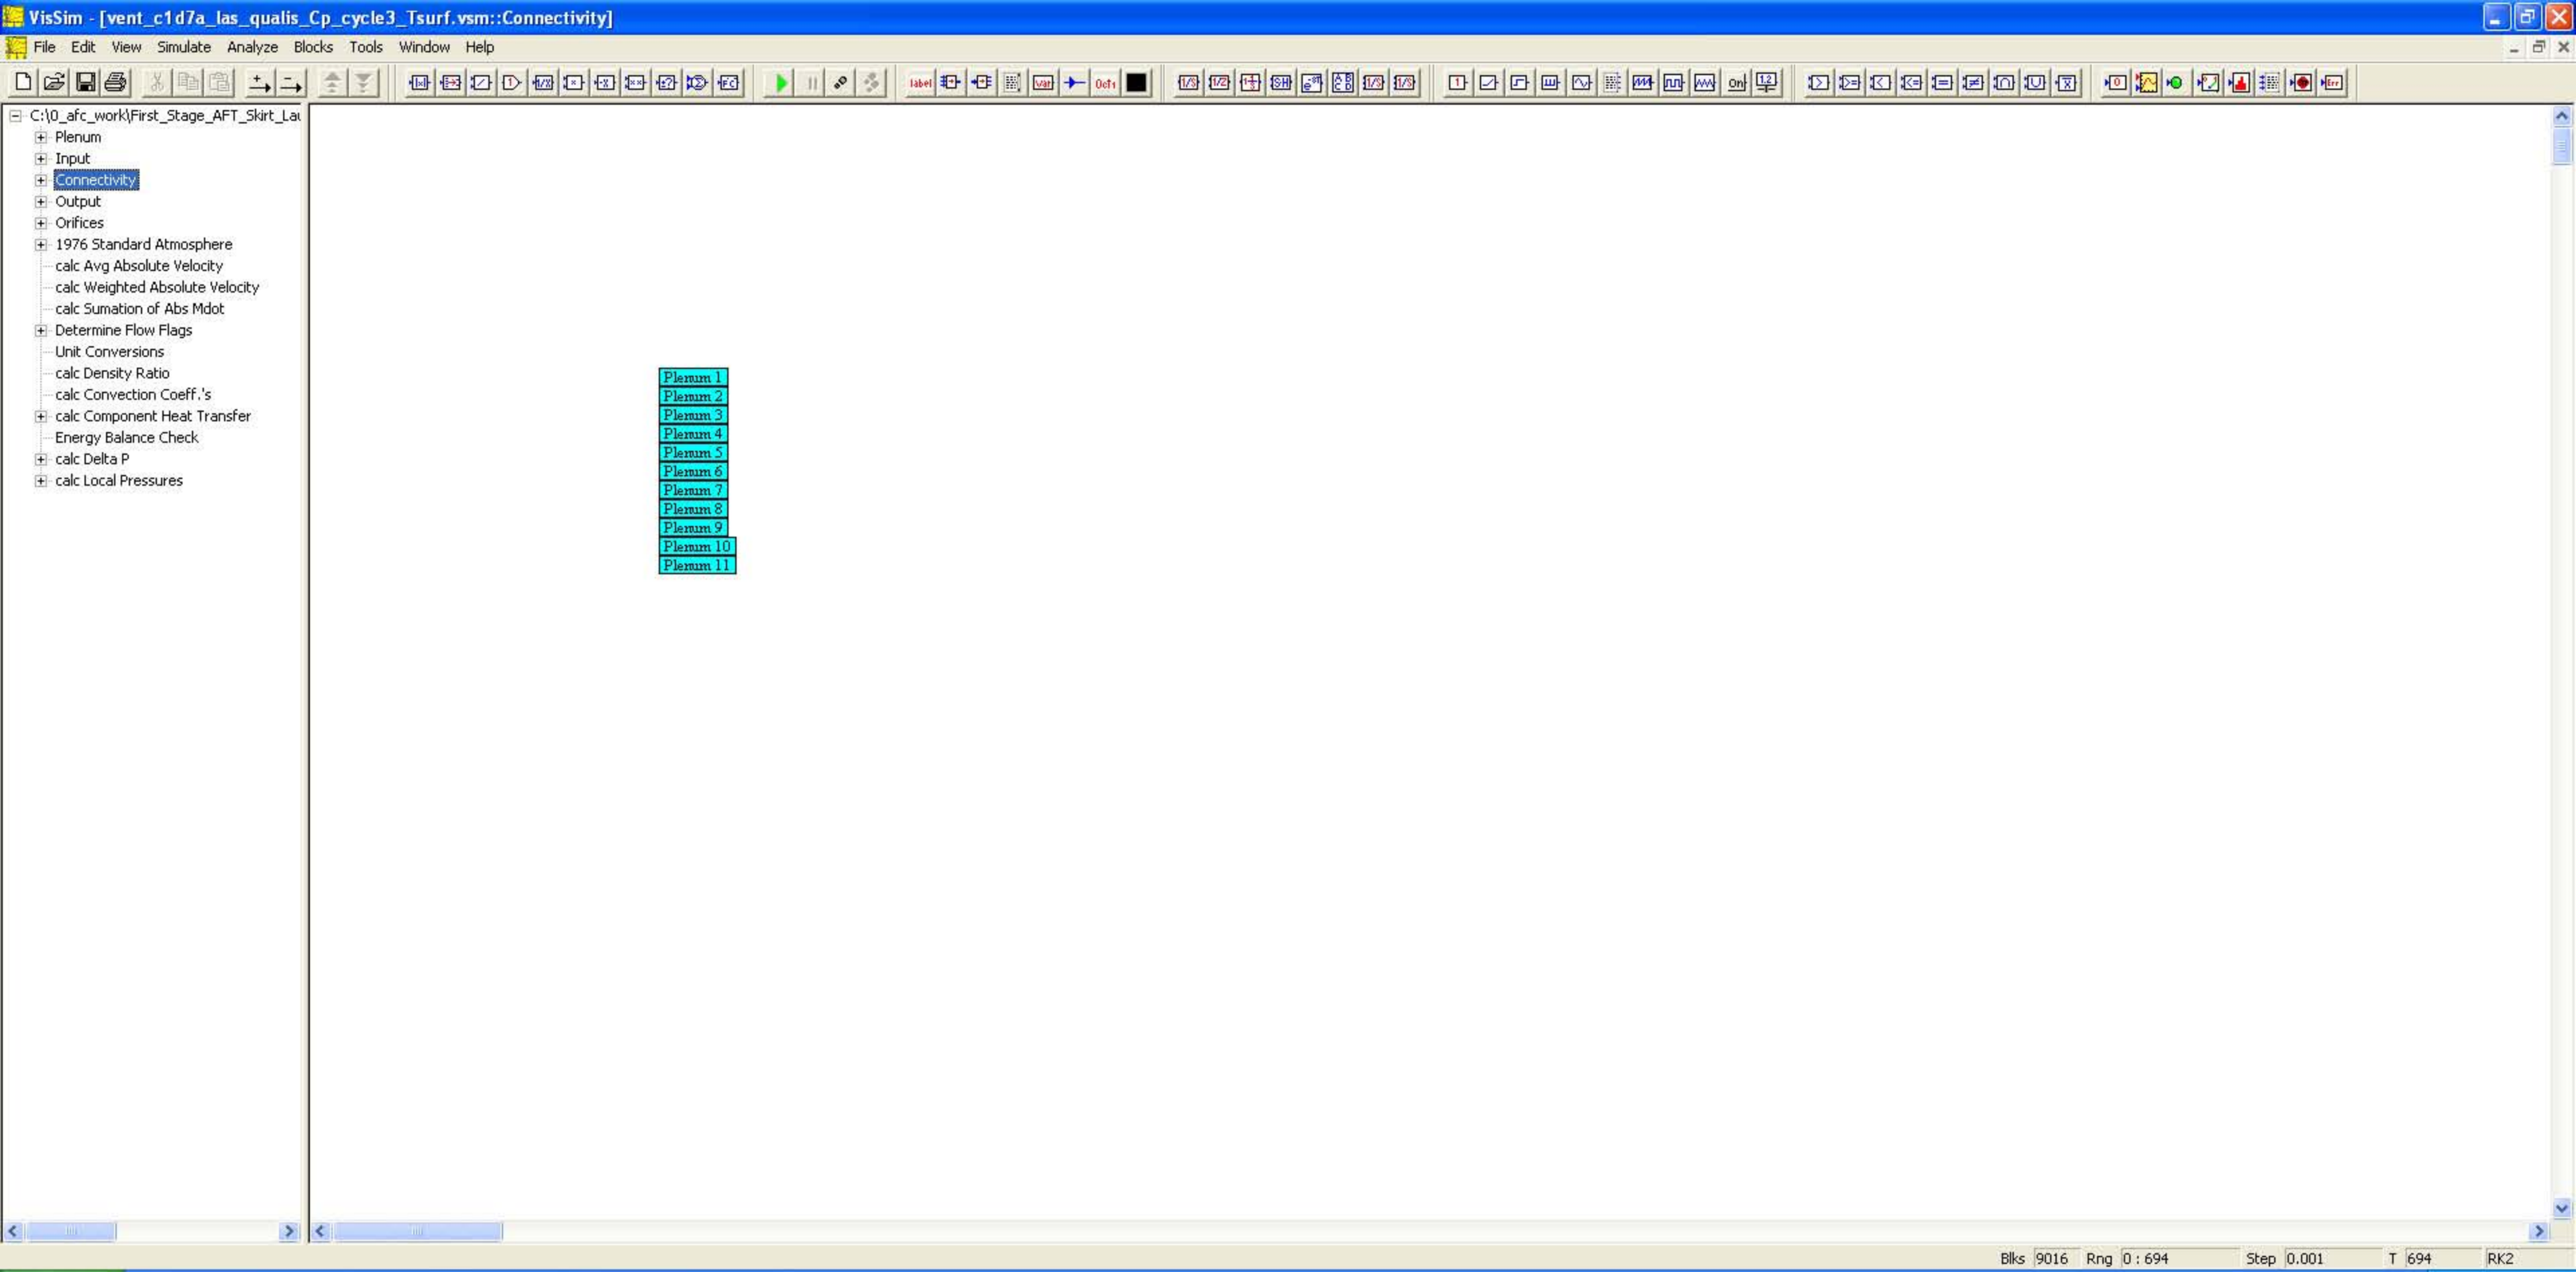 VisSim - [vent_c1d7a_las_qualis_Cp_cycle3_Tsurf.vsm::Connectivity]
File Edit View Simulate Analyze Blocks Tools Window Help
C:\0_afc_work\First_Stage_AFT_Skirt_Lau
Plenum
Input
Connectivity
Output
Orifices
1976 Standard Atmosphere
calc Avg Absolute Velocity
calc Weighted Absolute Velocity
calc Sumation of Abs Mdot
Determine Flow Flags
Unit Conversions
calc Density Ratio
calc Convection Coeff.'s
calc Component Heat Transfer
Energy Balance Check
calc Delta P
calc Local Pressures
Plenum 1
Plenum 2
Plenum 3
Plenum 4
Plenum 5
Plenum 6
Plenum 7
Plenum 8
Plenum 9
Plenum 10
Plenum 11
Blks 9016 Rng 0 : 694 Step 0.001 T 694 RK2